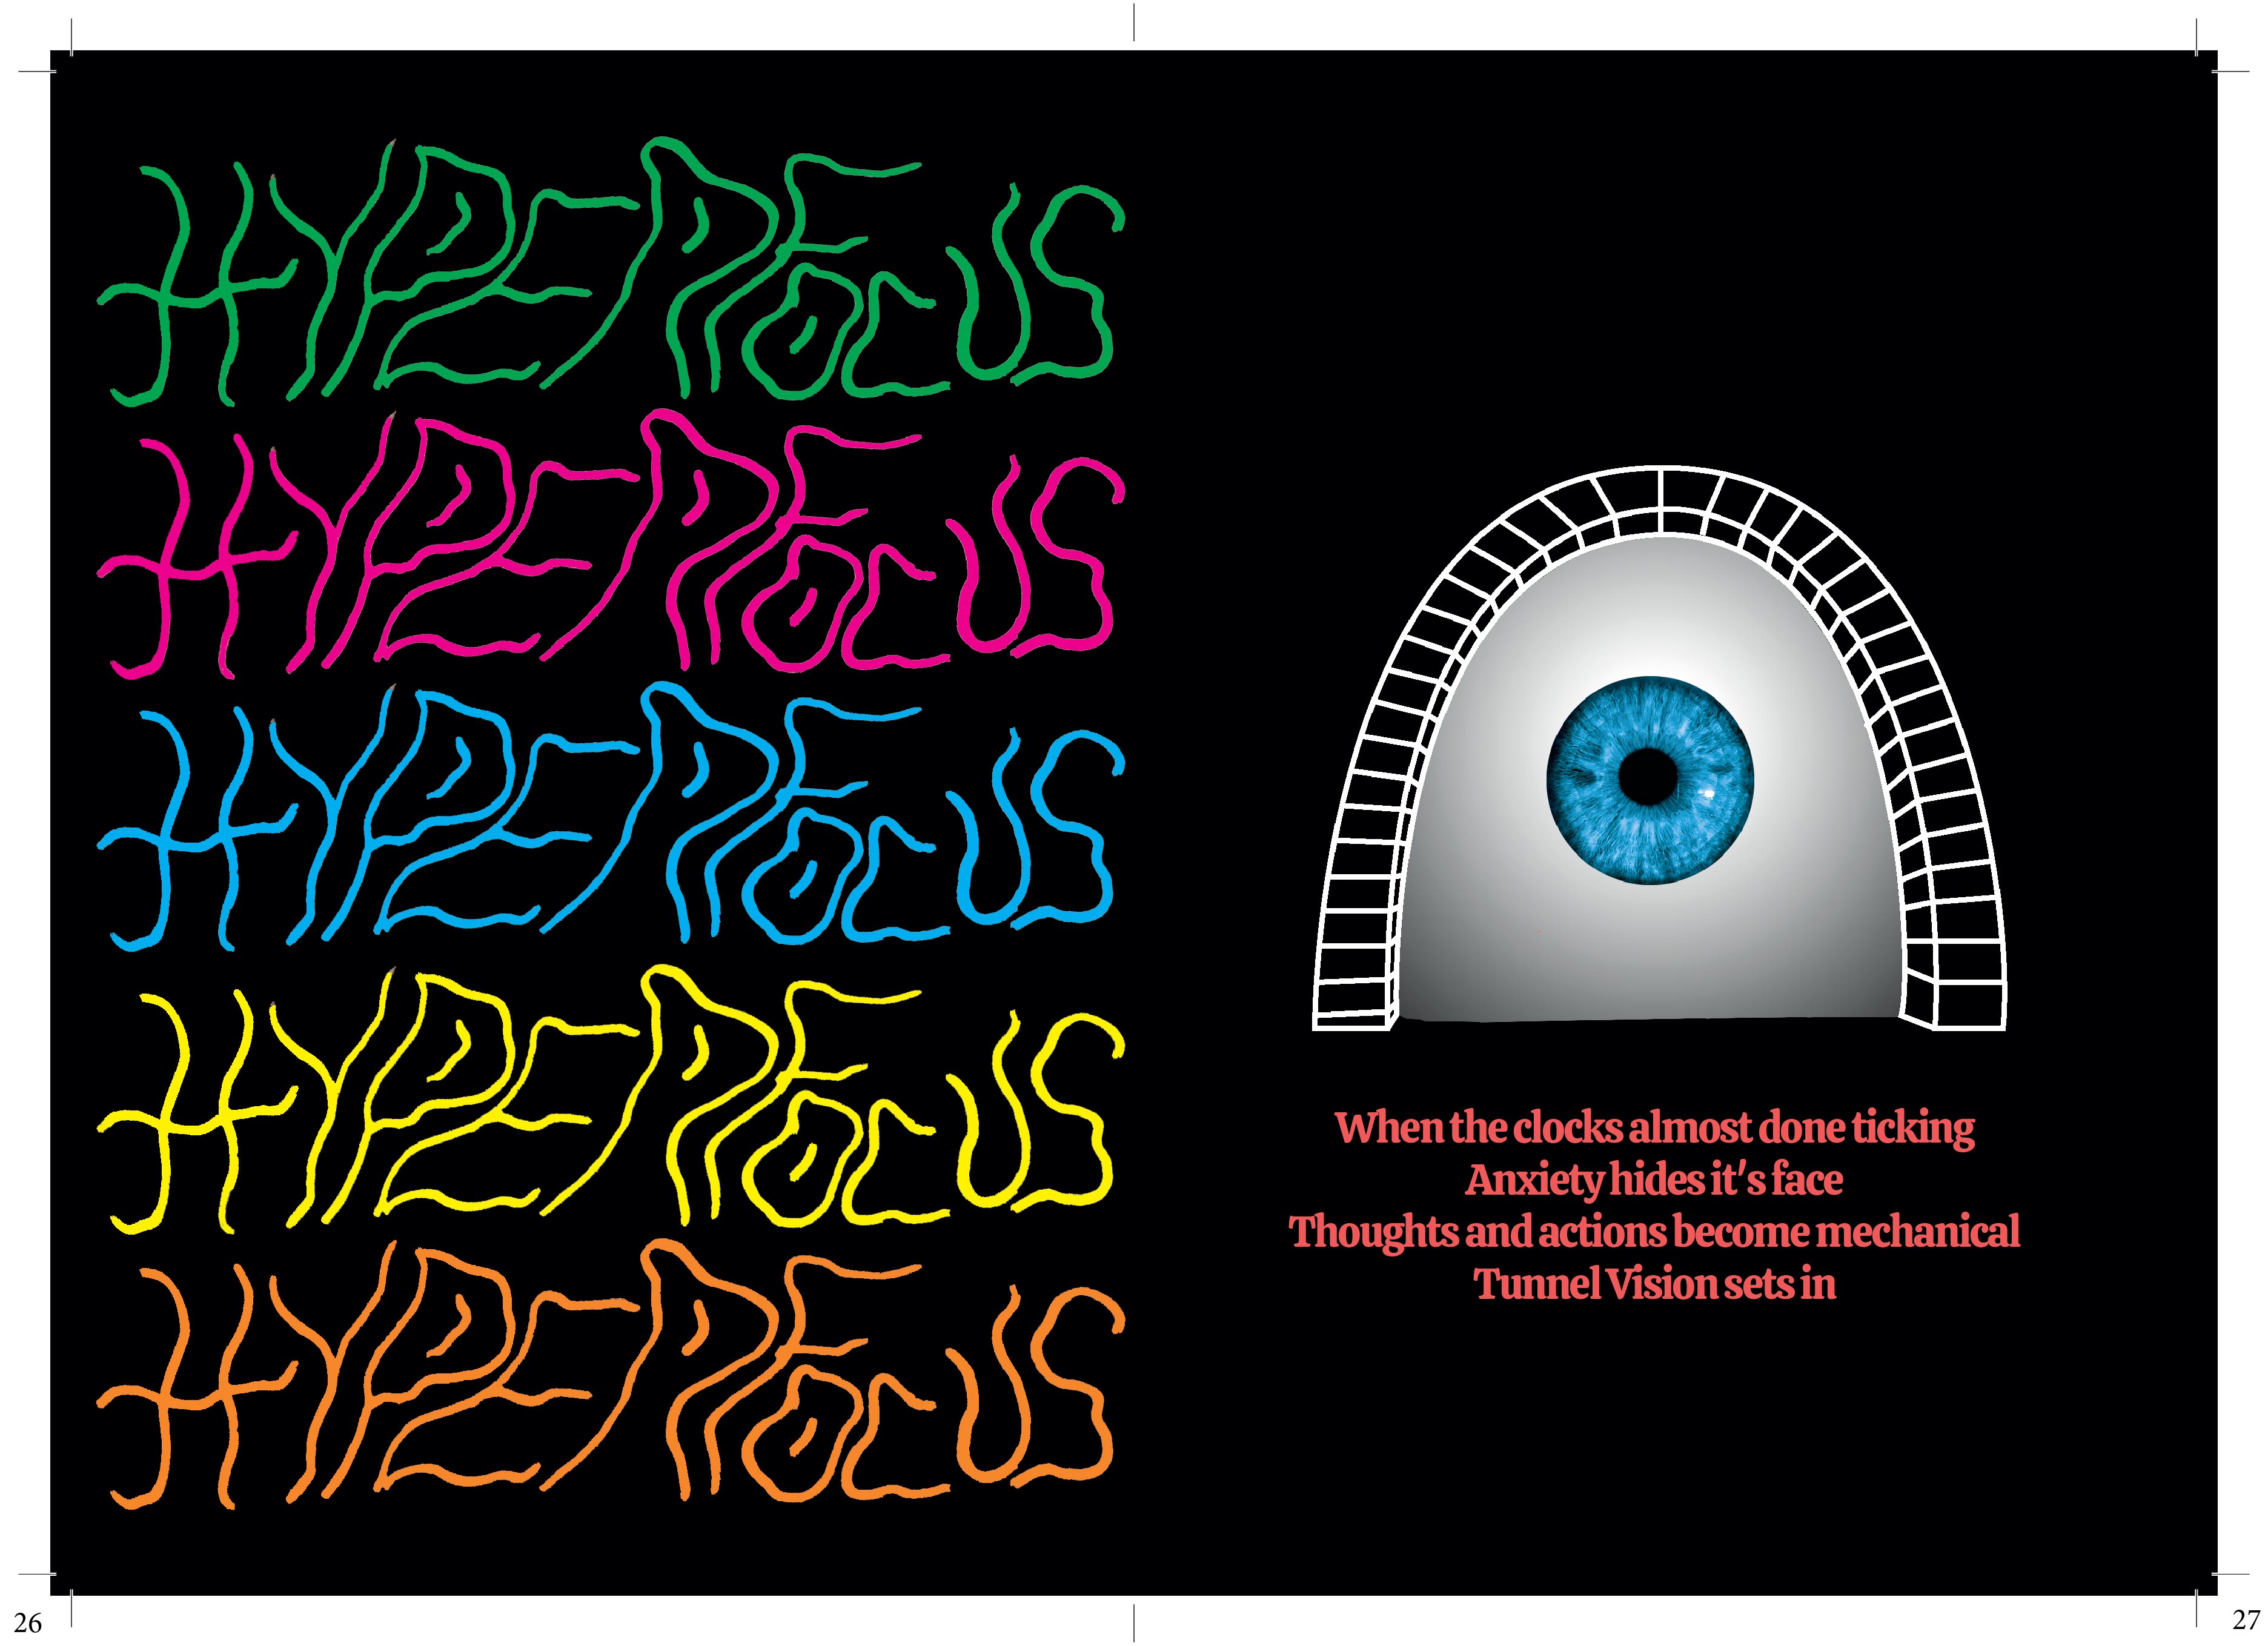 HYPERFOCUS
HYPERFOCUS
HYPERFOCUS
HYPERFOCUS
HYPERFOCUS
When the clocks almost done ticking
Anxiety hides it's face
Thoughts and actions become mechanical
Tunnel Vision sets in
26
27